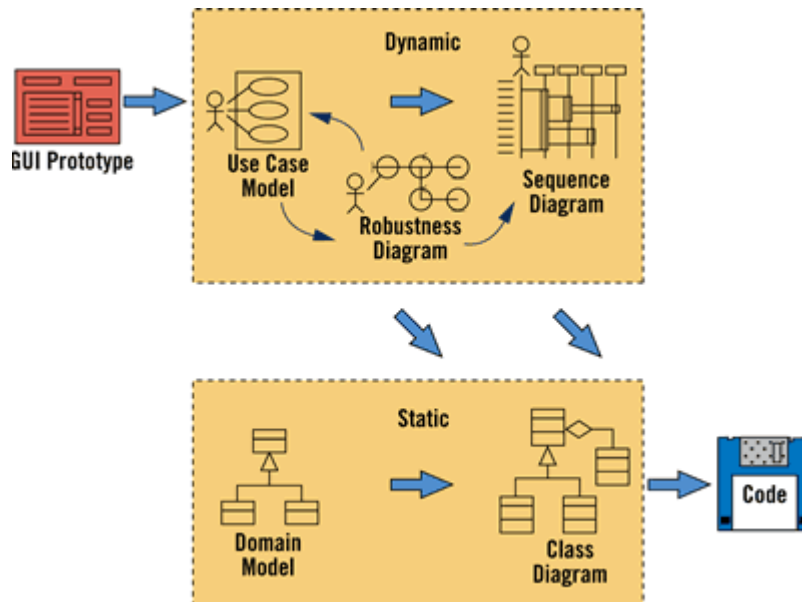 Dynamic
GUI Prototype
Use Case
Model
Robustness
Diagram
Sequence
Diagram
Static
Domain
Model
Class
Diagram
Code